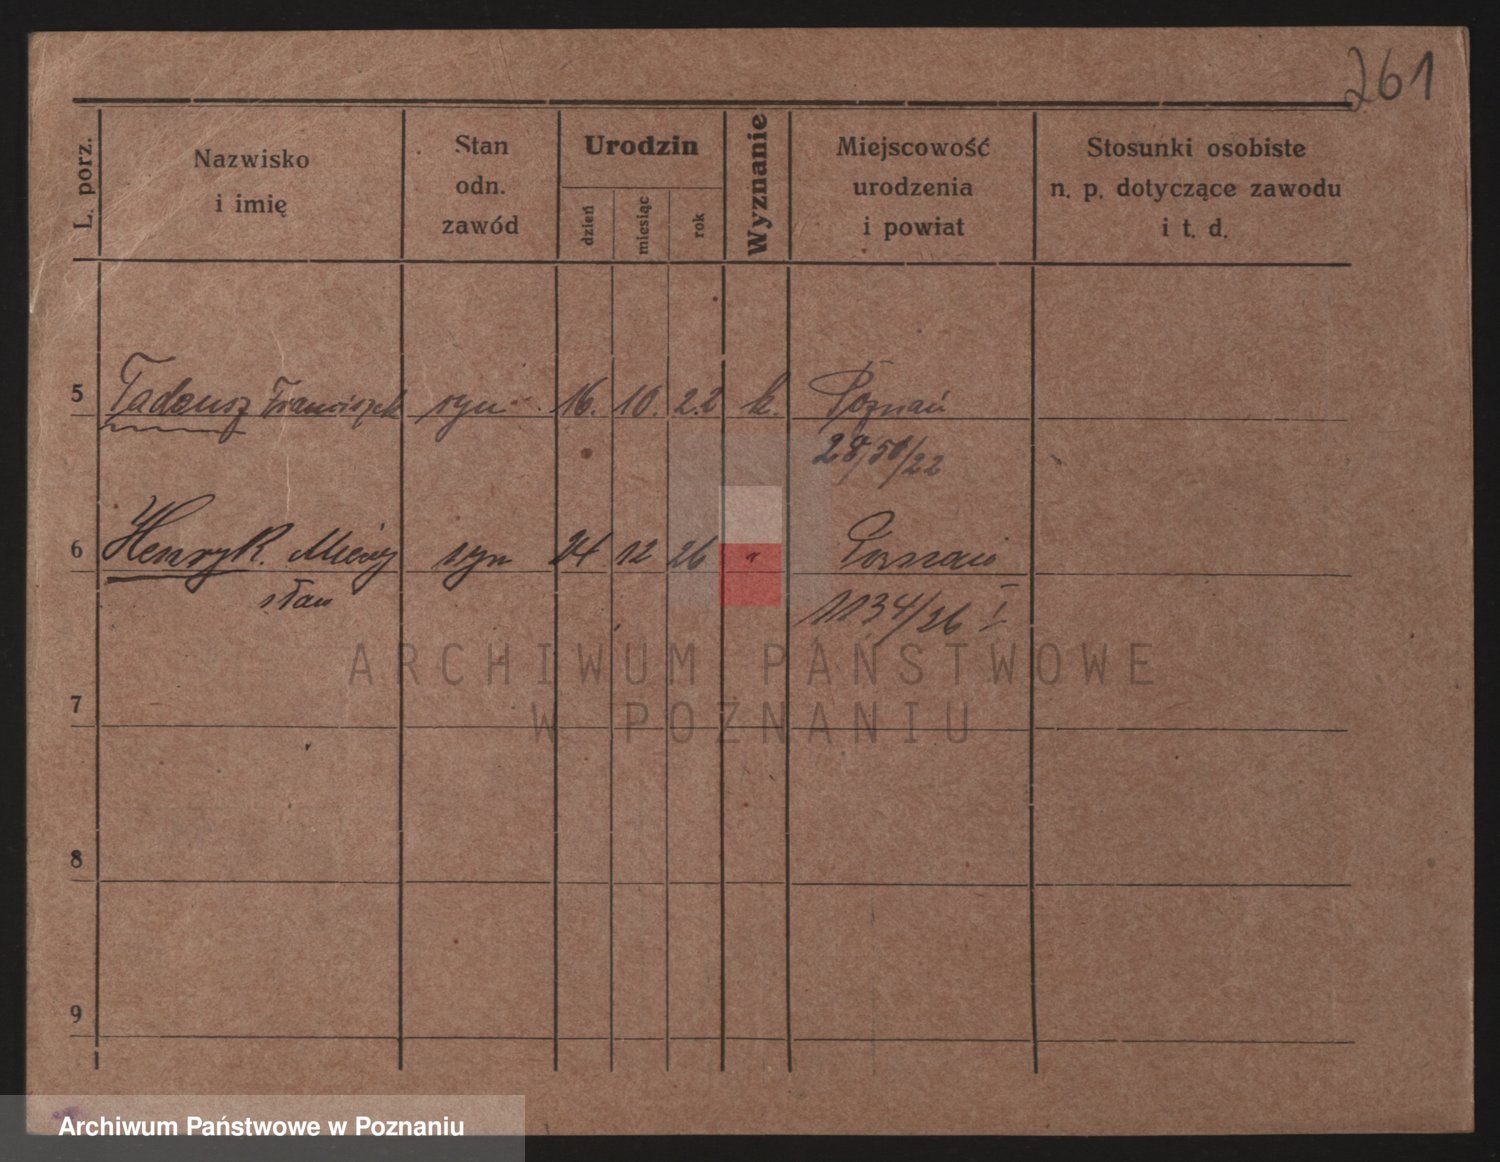 261
L. porz.
Nazwisko
i imię
Stan
odn.
zawód
Urodzin
dzień
miesiąc
rok
Wyznanie
Miejscowość
urodzenia
i powiat
Stosunki osobiste
n. p. dotyczące zawodu
i t. d.
5 Tadeusz Franciszek syn 16. 10. 22 k. Poznań
28,50/22
6 Henryk. Mieczy syn 24 12 26 " Poznań
sław 1134/26 I
ARCHIWUM PAŃSTWOWE
W POZNANIU
7
8
9
Archiwum Państwowe w Poznaniu